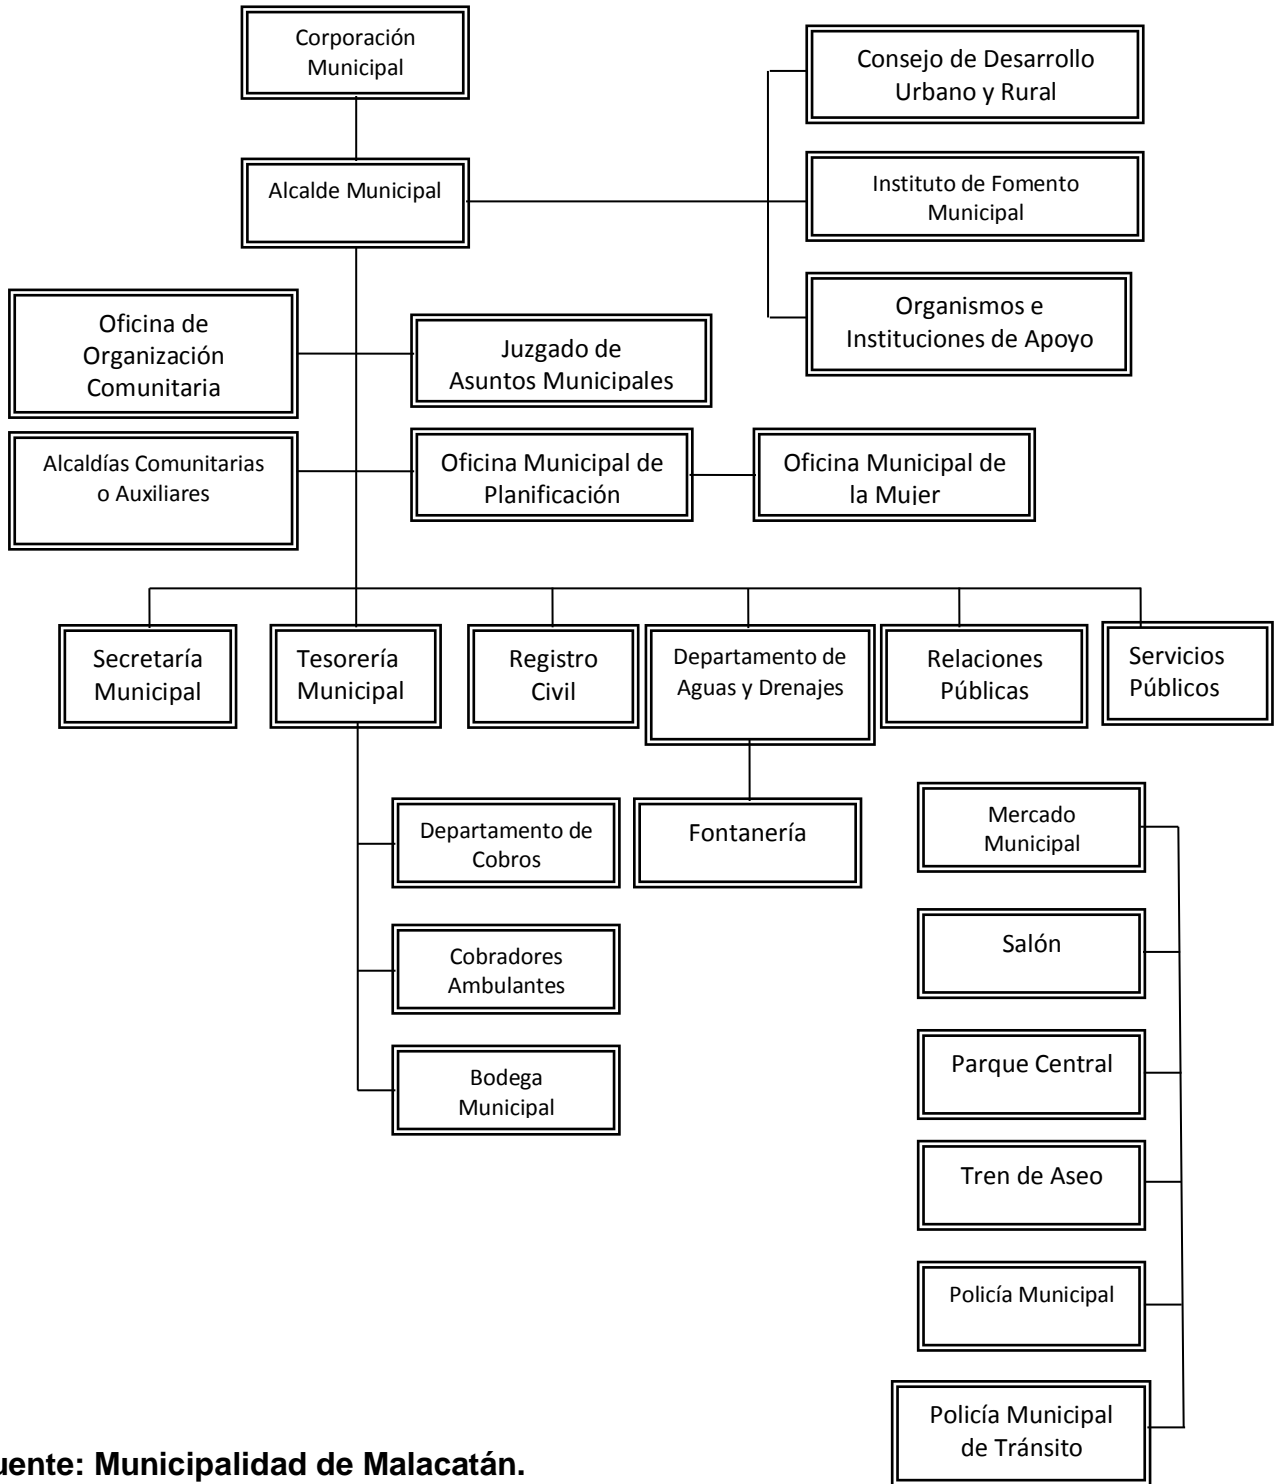 Corporación
Municipal
Consejo de Desarrollo
Urbano y Rural
Alcalde Municipal
Instituto de Fomento
Municipal
Organismos e
Instituciones de Apoyo
Oficina de
Organización
Comunitaria
Juzgado de
Asuntos Municipales
Alcaldías Comunitarias
o Auxiliares
Oficina Municipal de
Planificación
Oficina Municipal de
la Mujer
Secretaría
Municipal
Tesorería
Municipal
Registro
Civil
Departamento de
Aguas y Drenajes
Relaciones
Públicas
Servicios
Públicos
Departamento de
Cobros
Cobradores
Ambulantes
Bodega
Municipal
Fontanería
Mercado
Municipal
Salón
Parque Central
Tren de Aseo
Policía Municipal
Policía Municipal
de Tránsito
uente: Municipalidad de Malacatán.